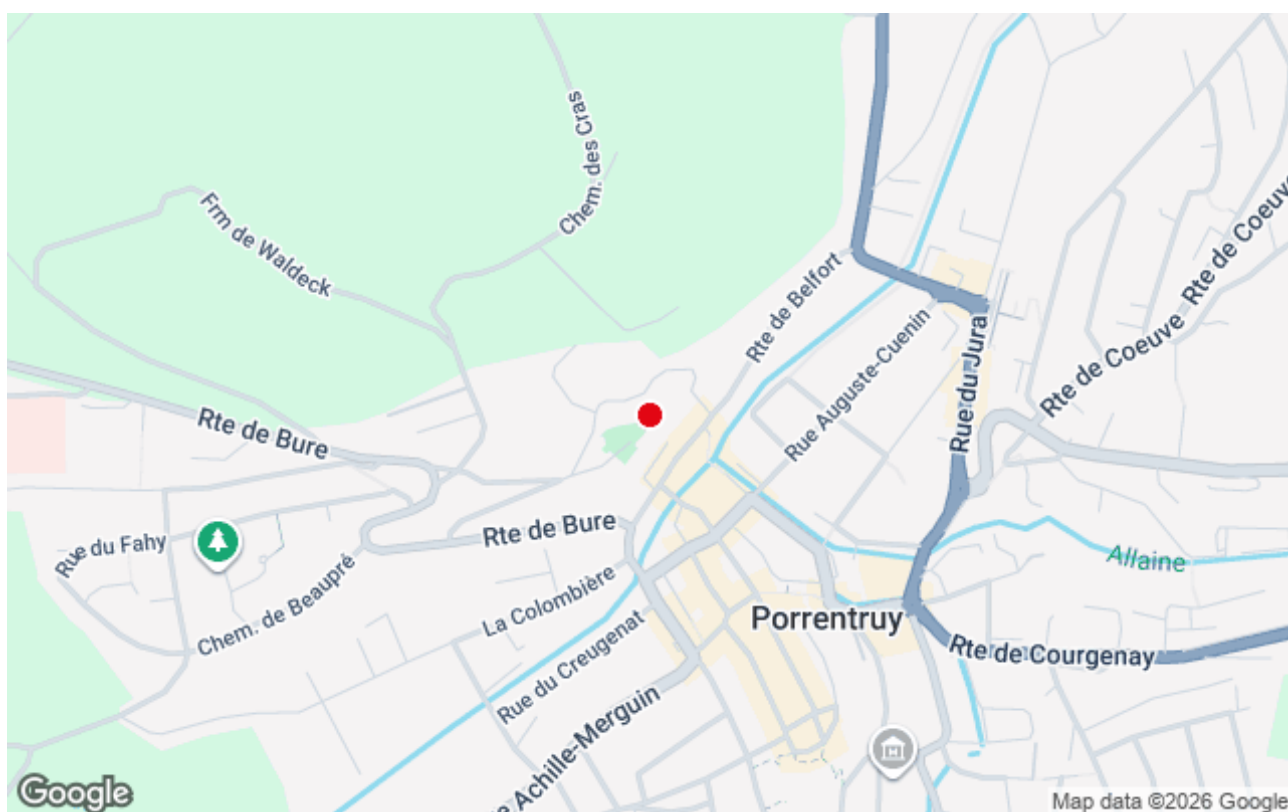 Chem. des Cras
Frm de Waldeck
Rte de Belfort
Rte de Coeuve
Rte de Coeuve
Rue Auguste-Cuenin
Rue du Jura
Rte de Bure
Rte de Bure
Rue du Fahy
Allaine
Chem. de Beaupré
La Colombière
Porrentruy
Rue du Creugenat
Rte de Courgenay
Achille-Merguin
Google
Map data ©2026 Google